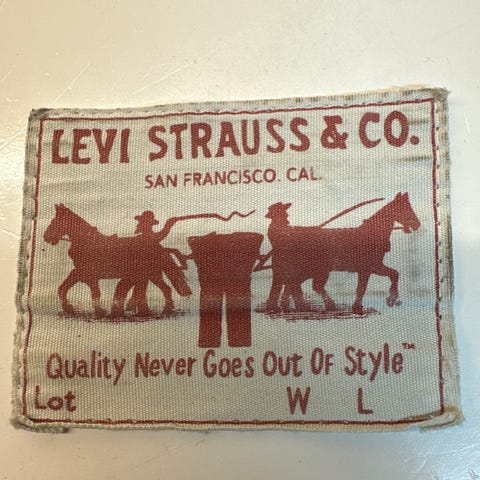 LEVI STRAUSS & CO.
SAN FRANCISCO. CAL.
Quality Never Goes Out Of Style™
Lot W L